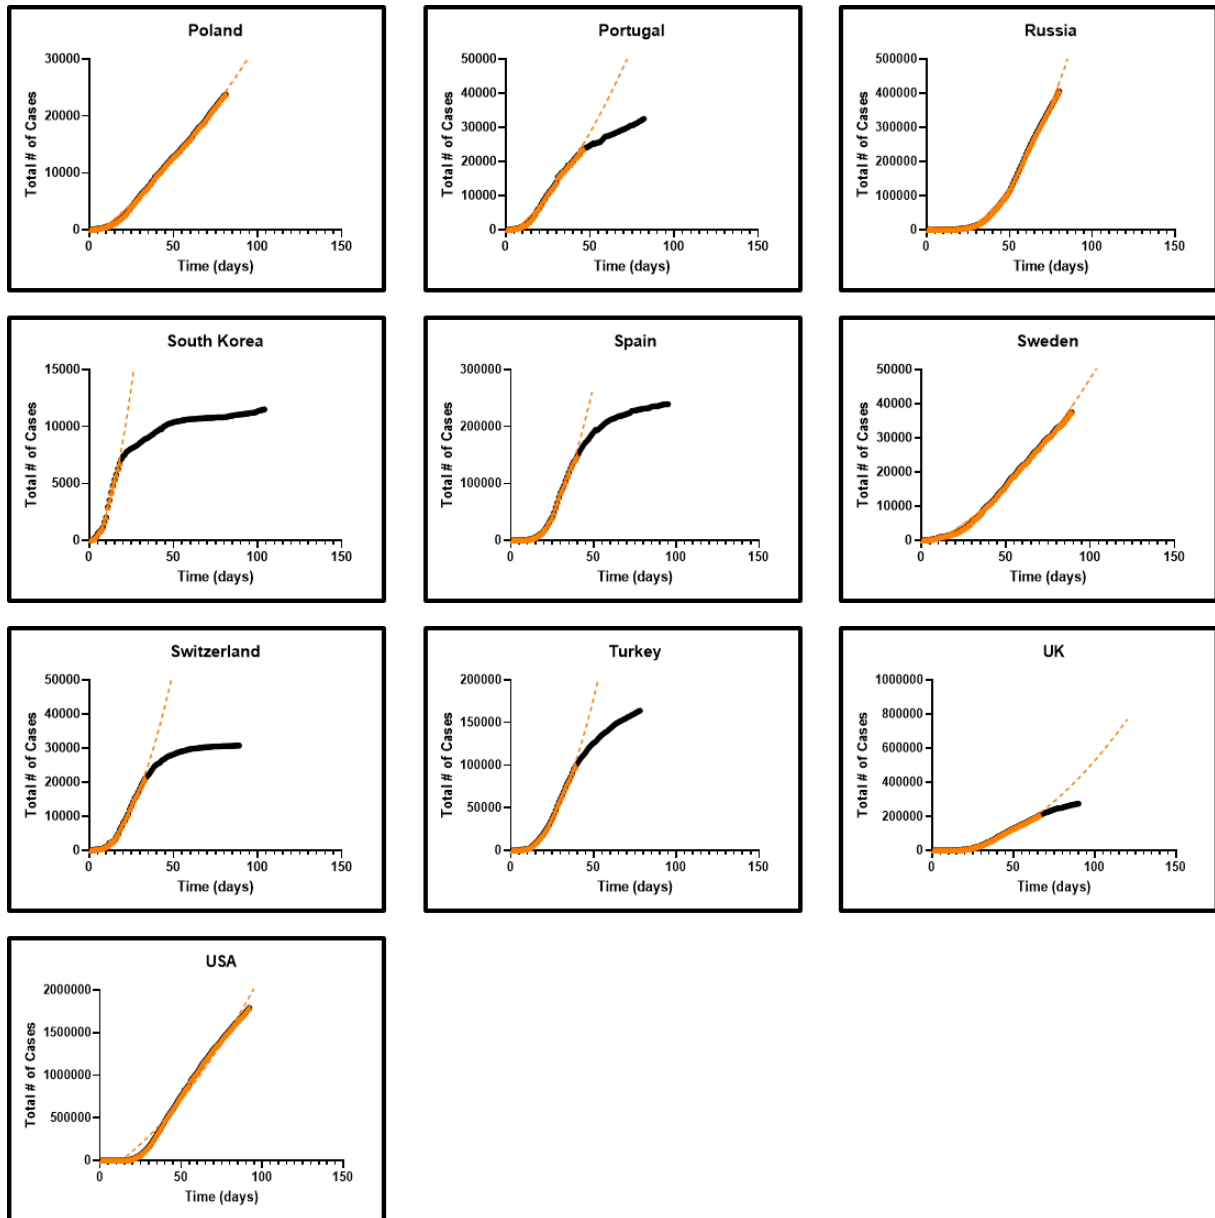 Poland
Total # of Cases
30000
20000
10000
0
0 50 100 150
Time (days)
Portugal
Total # of Cases
50000
40000
30000
20000
10000
0
0 50 100 150
Time (days)
Russia
Total # of Cases
500000
400000
300000
200000
100000
0
0 50 100 150
Time (days)
South Korea
Total # of Cases
15000
10000
5000
0
0 50 100 150
Time (days)
Spain
Total # of Cases
300000
200000
100000
0
0 50 100 150
Time (days)
Sweden
Total # of Cases
50000
40000
30000
20000
10000
0
0 50 100 150
Time (days)
Switzerland
Total # of Cases
50000
40000
30000
20000
10000
0
0 50 100 150
Time (days)
Turkey
Total # of Cases
200000
150000
100000
50000
0
0 50 100 150
Time (days)
UK
Total # of Cases
1000000
800000
600000
400000
200000
0
0 50 100 150
Time (days)
USA
Total # of Cases
2000000
1500000
1000000
500000
0
0 50 100 150
Time (days)